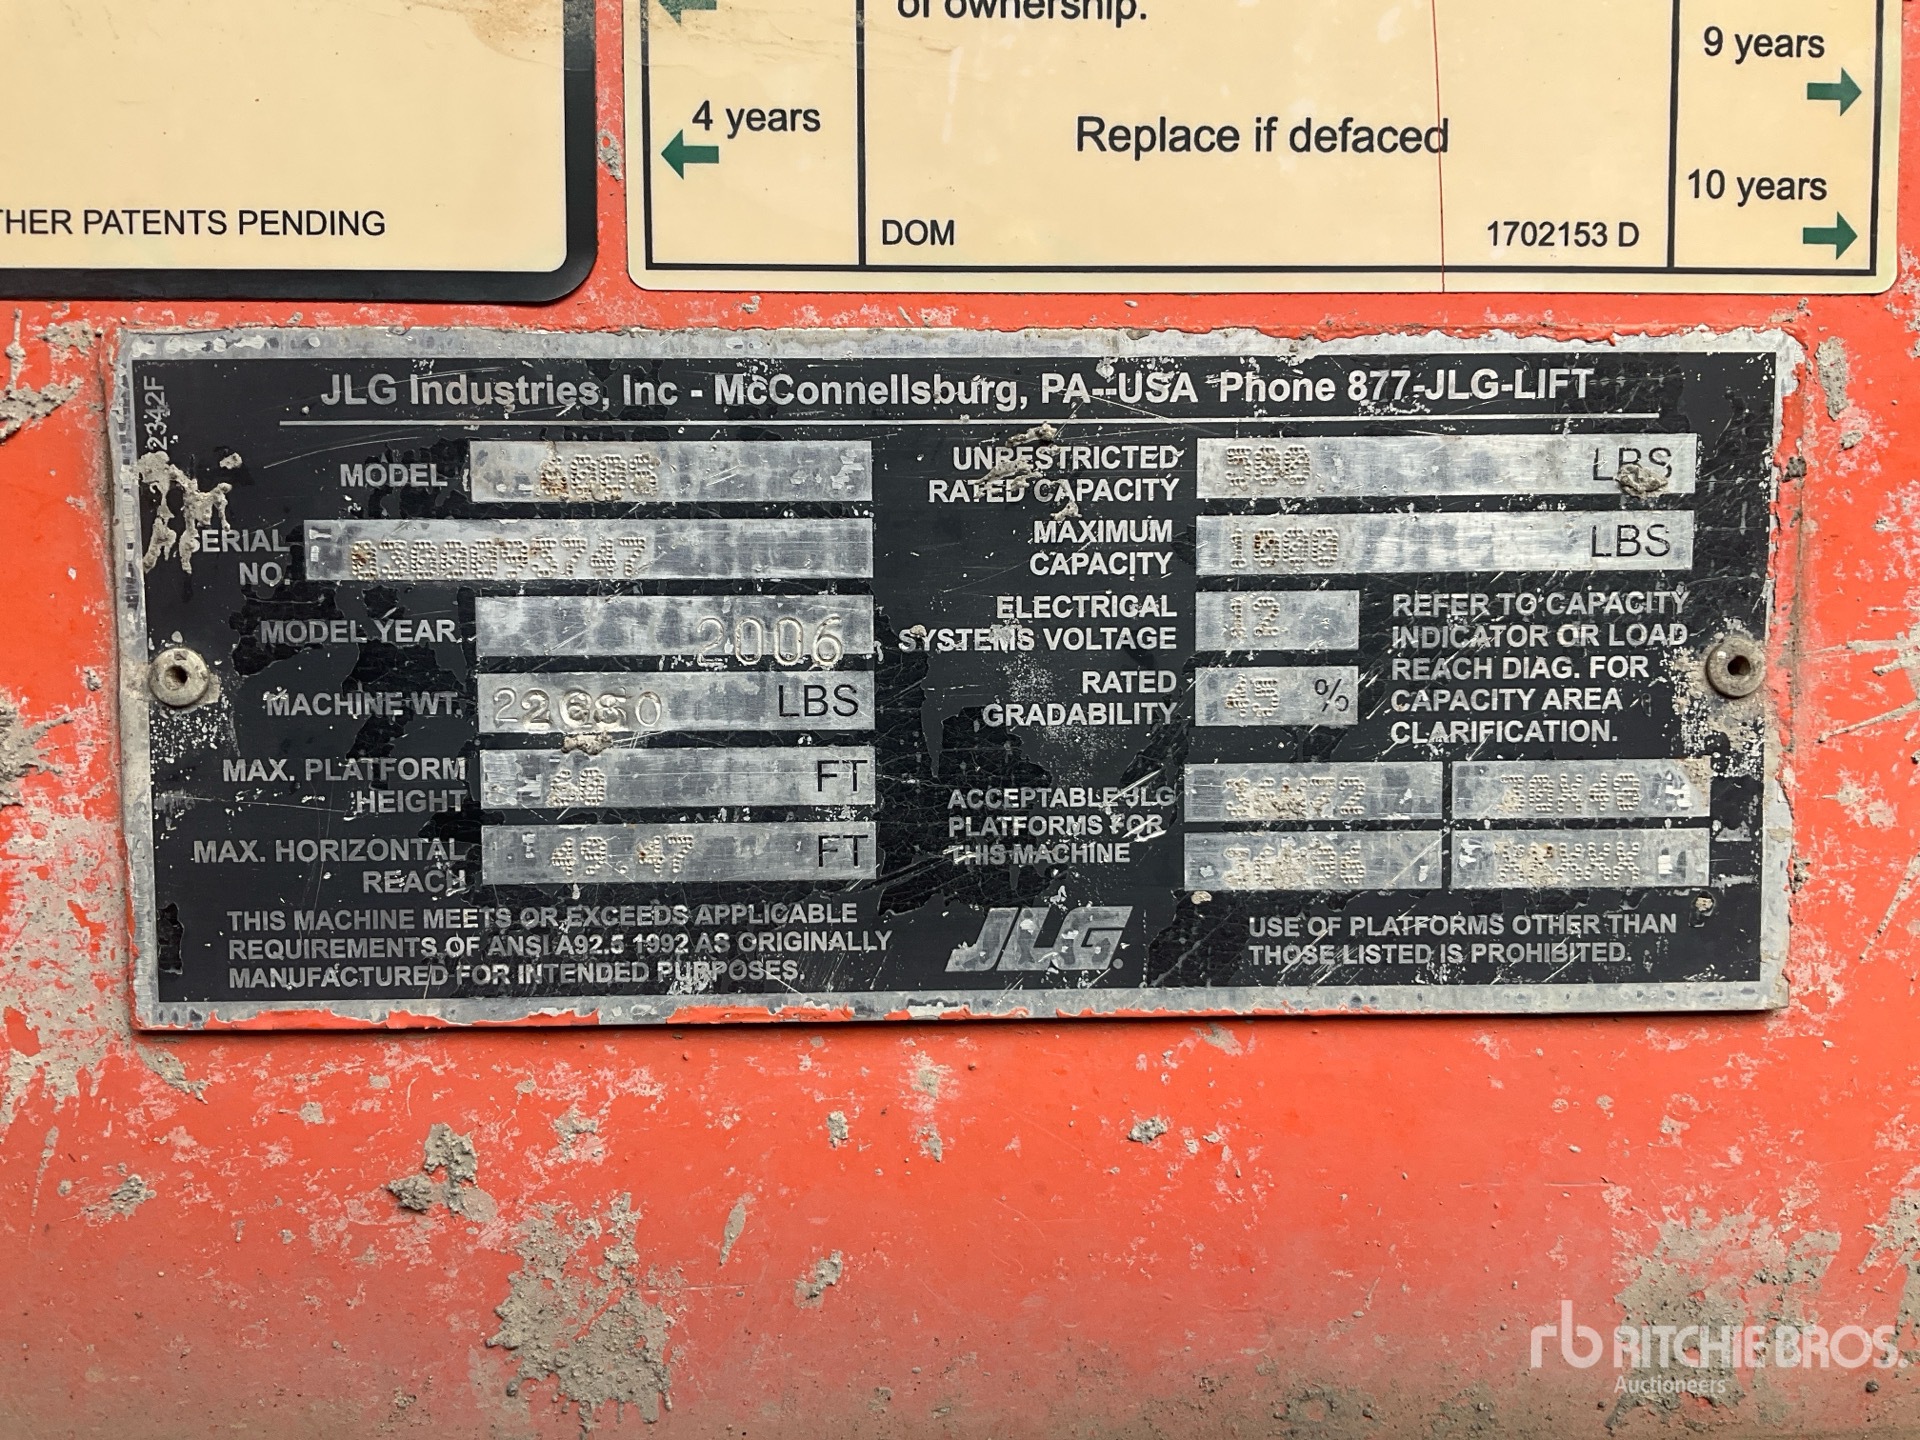 of ownership.
4 years
Replace if defaced
9 years
10 years
DOM
1702153 D
THER PATENTS PENDING
2342F
JLG Industries, Inc - McConnellsburg, PA--USA Phone 877-JLG-LIFT
MODEL
SERIAL NO. 0300093747
MODEL YEAR 2006
MACHINE WT. LBS
MAX. PLATFORM HEIGHT 60 FT
MAX. HORIZONTAL REACH 49.47 FT
THIS MACHINE MEETS OR EXCEEDS APPLICABLE
REQUIREMENTS OF ANSI A92.5 1992 AS ORIGINALLY
MANUFACTURED FOR INTENDED PURPOSES.
UNRESTRICTED RATED CAPACITY 500 LBS
MAXIMUM CAPACITY 1000 LBS
ELECTRICAL SYSTEMS VOLTAGE 12
RATED GRADABILITY %
REFER TO CAPACITY
INDICATOR OR LOAD
REACH DIAG. FOR
CAPACITY AREA
CLARIFICATION.
ACCEPTABLE JLG
PLATFORMS FOR
THIS MACHINE
JLG
USE OF PLATFORMS OTHER THAN
THOSE LISTED IS PROHIBITED.
rb RITCHIE BROS.
Auctioneers